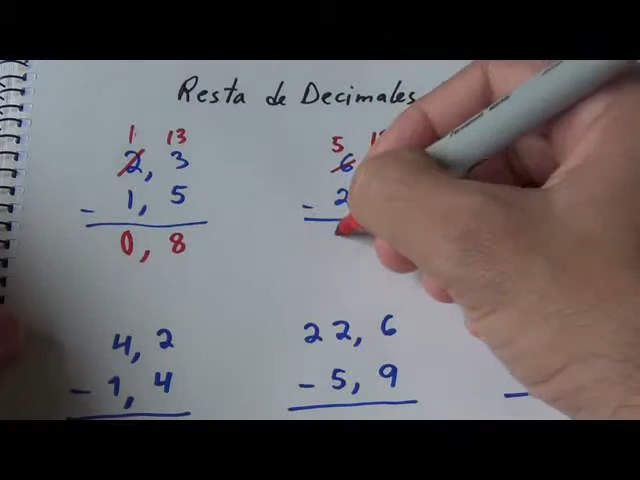 Resta de Decimales
1 13
2, 3
- 1, 5
0, 8
5
6
- 2
4, 2
- 1, 4
22, 6
- 5, 9
-